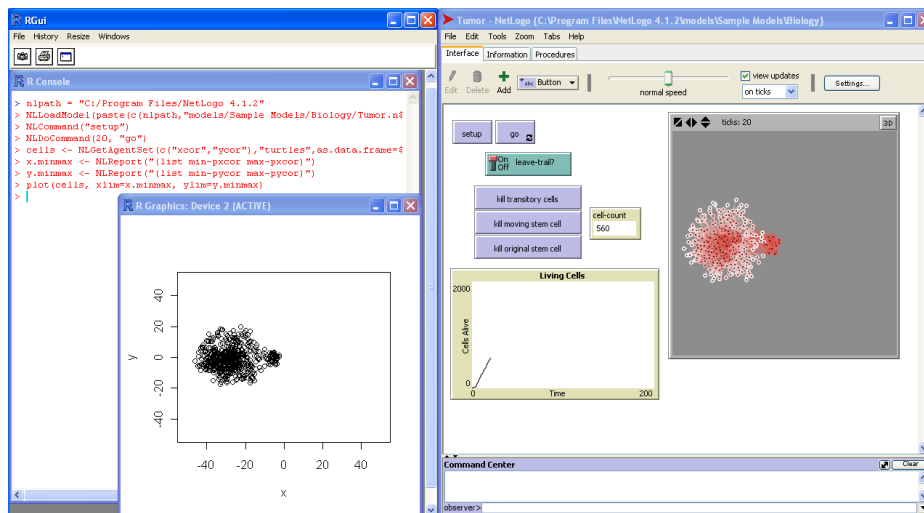 RGui
File History Resize Windows
R Console
> nlpath = "C:/Program Files/NetLogo 4.1.2"
> NLLoadModel(paste(c(nlpath,"models/Sample Models/Biology/Tumor.n$
> NLCommand("setup")
> NLDoCommand(20, "go")
> cells <- NLGetAgentSet(c("xcor","ycor"),"turtles",as.data.frame=$
> x.minmax <- NLReport("(list min-pxcor max-pxcor)")
> y.minmax <- NLReport("(list min-pycor max-pycor)")
> plot(cells, xlim=x.minmax, ylim=y.minmax)
>
R Graphics: Device 2 (ACTIVE)
40
20
0
-20
-40
y
-40 -20 0 20 40
x
Tumor - NetLogo {C:\Program Files\NetLogo 4.1.2\models\Sample Models\Biology}
File Edit Tools Zoom Tabs Help
Interface Information Procedures
Edit Delete Add
abc Button
normal speed
view updates
on ticks
Settings...
setup go
On
Off
leave-trail?
kill transitory cells
kill moving stem cell
kill original stem cell
cell-count
560
ticks: 20
3D
Living Cells
2000
Cells Alive
0
0 Time 200
Command Center
Clear
observer>